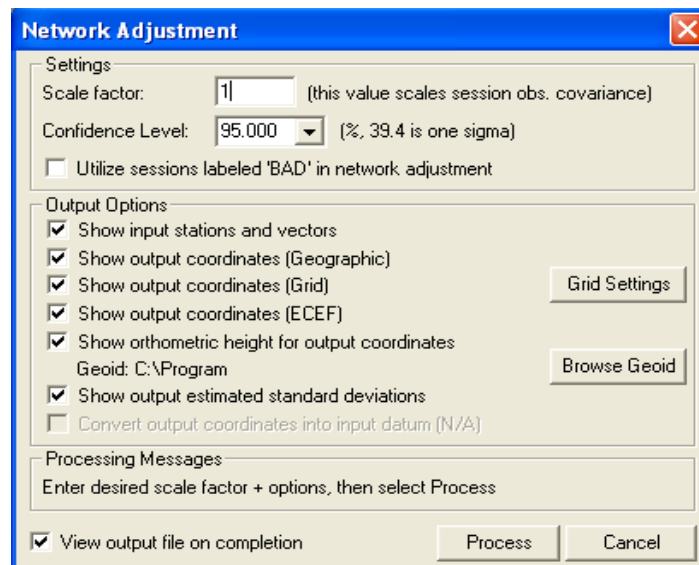 Network Adjustment
Settings
Scale factor: 1 (this value scales session obs. covariance)
Confidence Level: 95.000 (%, 39.4 is one sigma)
Utilize sessions labeled 'BAD' in network adjustment
Output Options
Show input stations and vectors
Show output coordinates (Geographic)
Show output coordinates (Grid)
Grid Settings
Show output coordinates (ECEF)
Show orthometric height for output coordinates
Geoid: C:\Program
Browse Geoid
Show output estimated standard deviations
Convert output coordinates into input datum (N/A)
Processing Messages
Enter desired scale factor + options, then select Process
View output file on completion
Process
Cancel